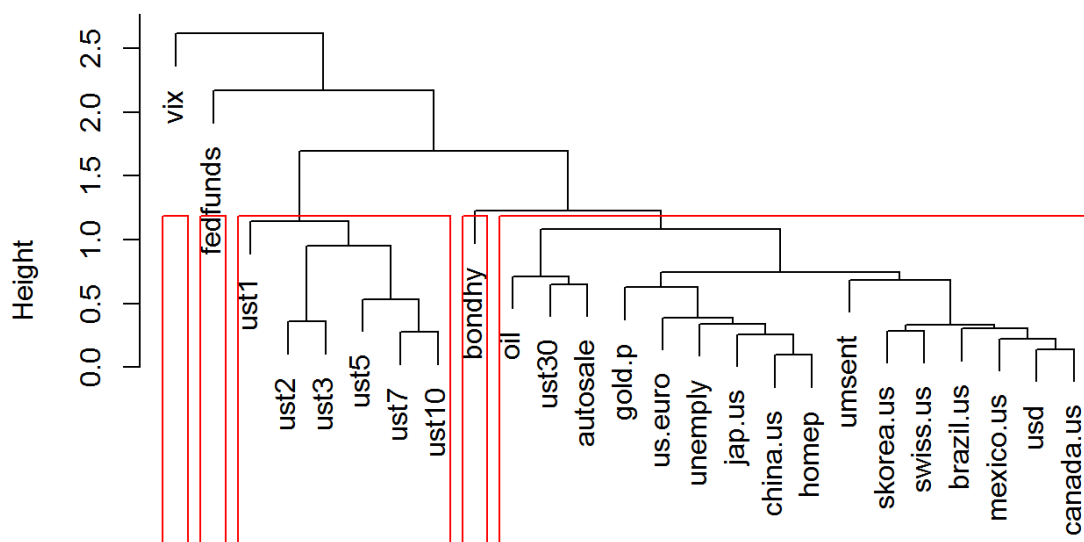 Height
2.5
2.0
1.5
1.0
0.5
0.0
vix
fedfunds
ust1
ust2
ust3
ust5
ust7
ust10
bondhy
oil
ust30
autosale
gold.p
us.euro
unemply
jap.us
china.us
homep
umsent
skorea.us
swiss.us
brazil.us
mexico.us
usd
canada.us